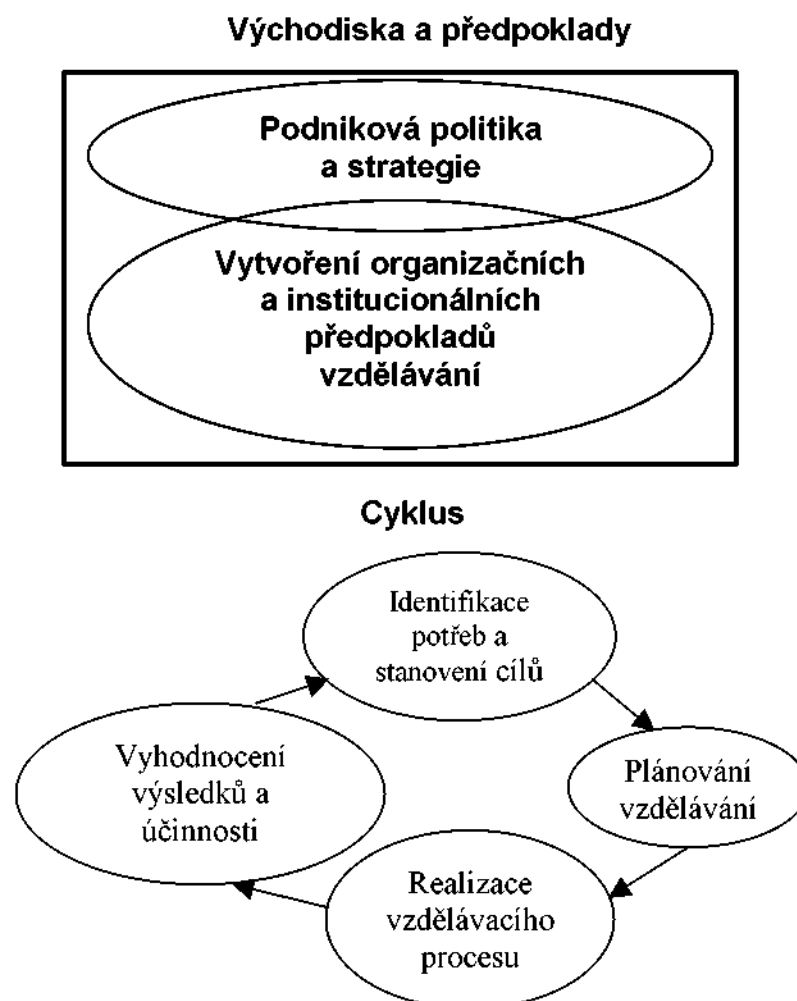 Východiska a předpoklady
Podniková politika
a strategie
Vytvoření organizačních
a institucionálních
předpokladů
vzdělávání
Cyklus
Identifikace
potřeb a
stanovení cílů
Plánování
vzdělávání
Realizace
vzdělávacího
procesu
Vyhodnocení
výsledků a
účinnosti